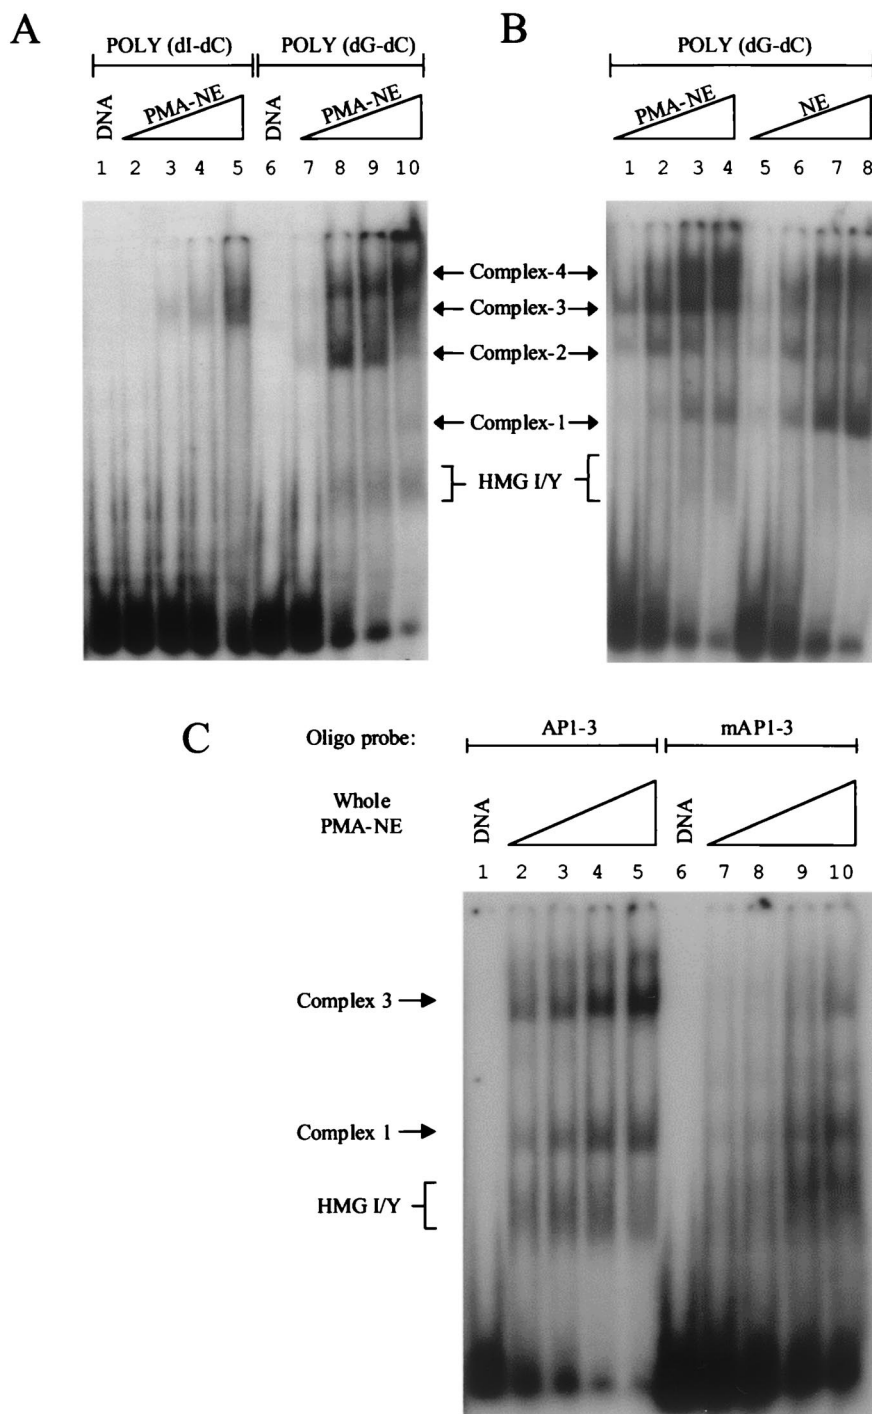 A
B
POLY (dI-dC) POLY (dG-dC)
POLY (dG-dC)
DNA PMA-NE DNA PMA-NE
PMA-NE NE
1 2 3 4 5 6 7 8 9 10
1 2 3 4 5 6 7 8
Complex-4
Complex-3
Complex-2
Complex-1
HMG I/Y
C
Oligo probe: AP1-3 mAP1-3
Whole
PMA-NE
DNA DNA
1 2 3 4 5 6 7 8 9 10
Complex 3
Complex 1
HMG I/Y